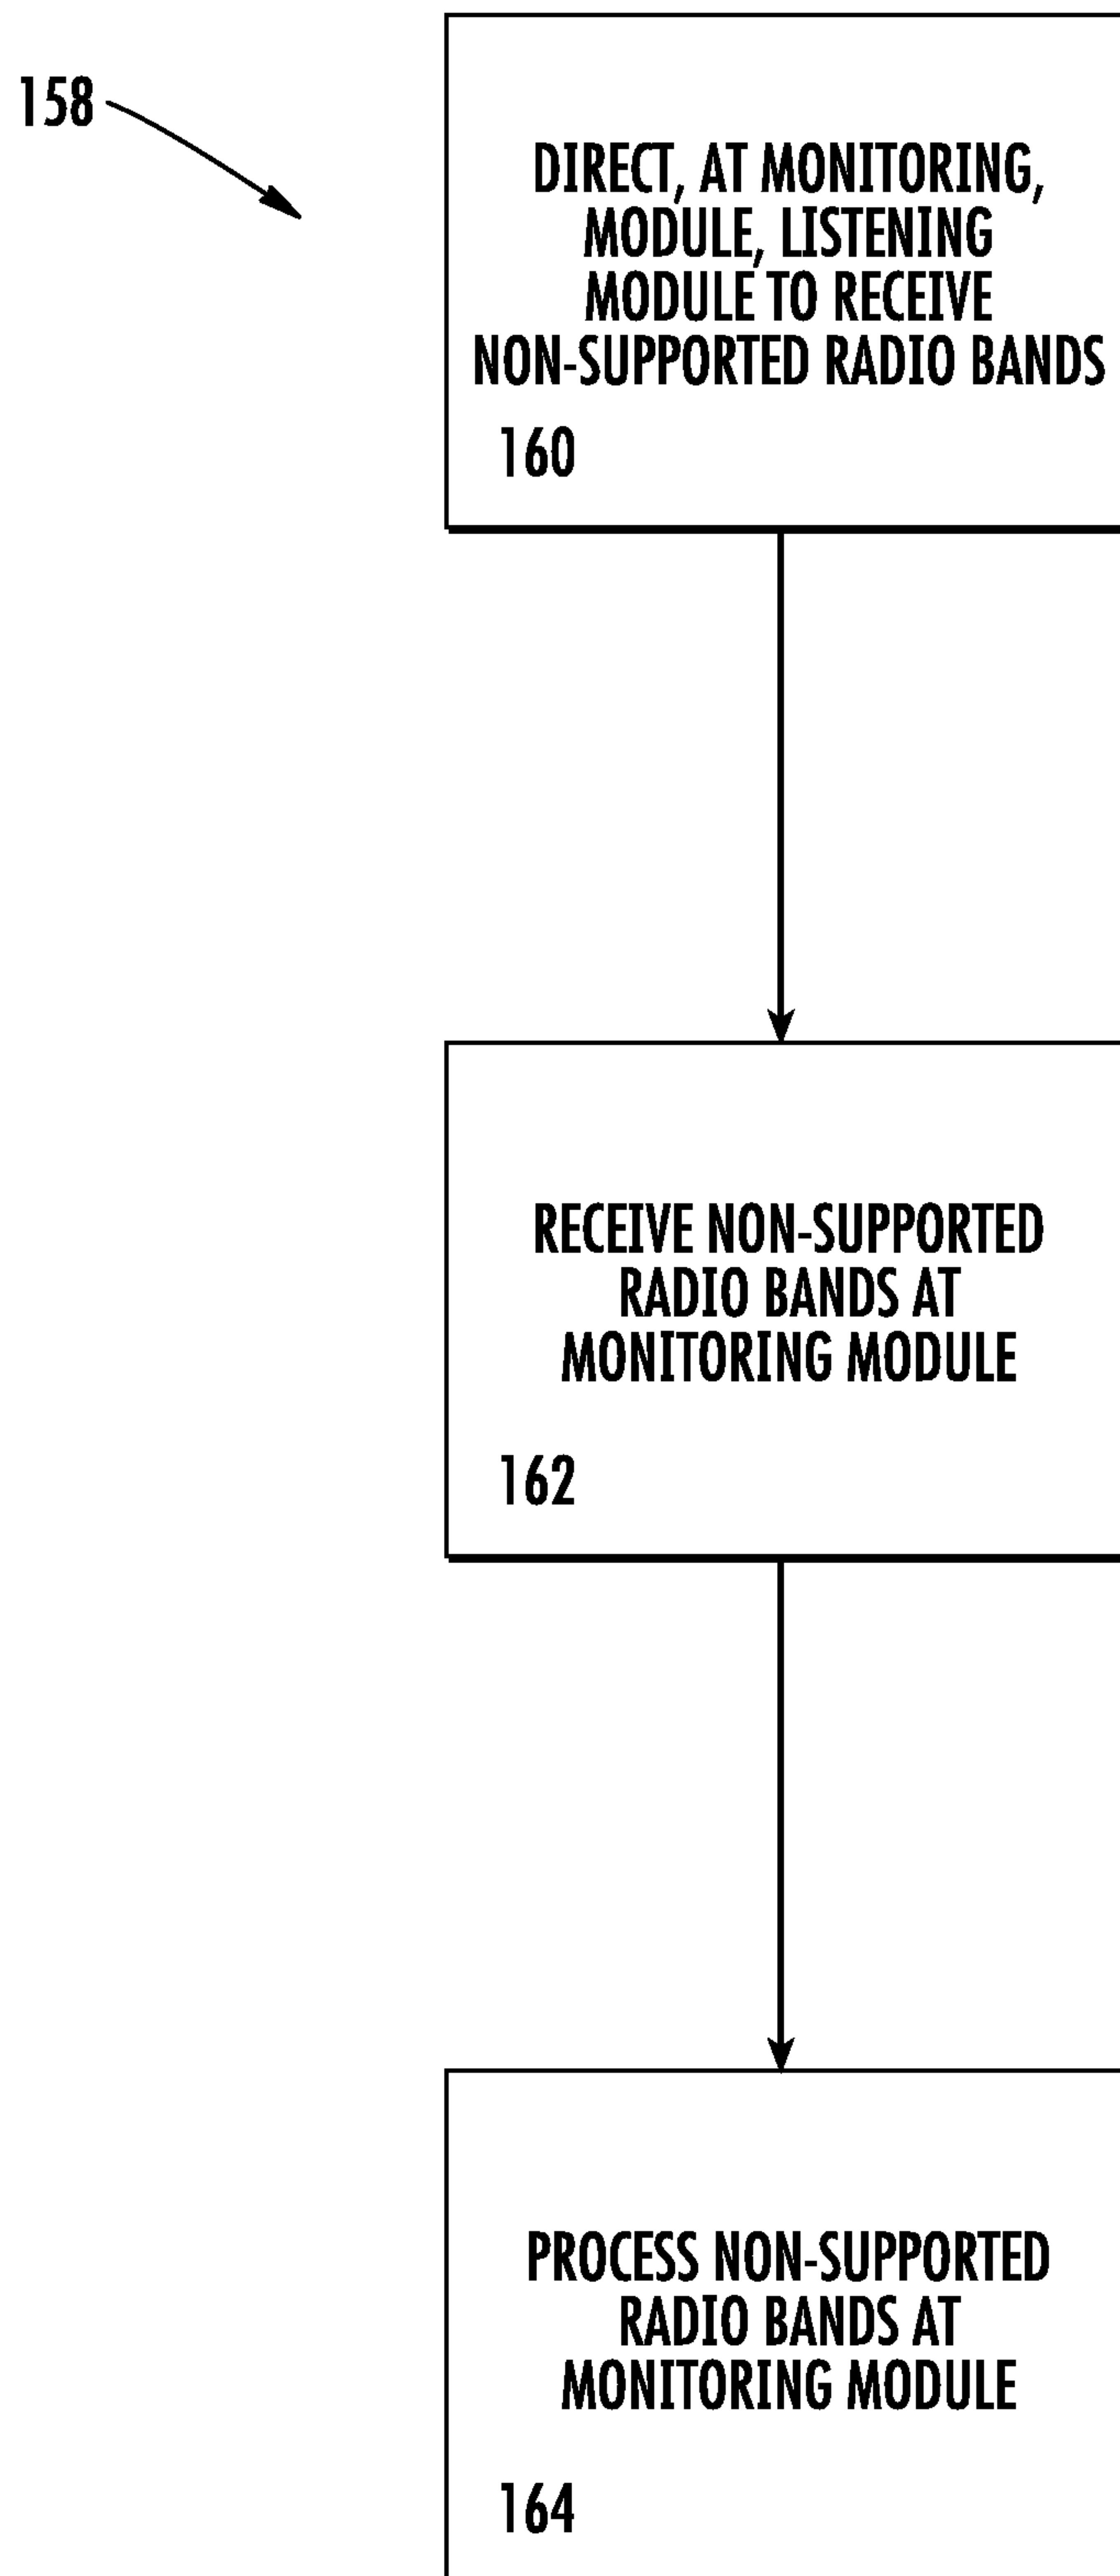 158
DIRECT, AT MONITORING,
MODULE, LISTENING
MODULE TO RECEIVE
NON-SUPPORTED RADIO BANDS
160
RECEIVE NON-SUPPORTED
RADIO BANDS AT
MONITORING MODULE
162
PROCESS NON-SUPPORTED
RADIO BANDS AT
MONITORING MODULE
164